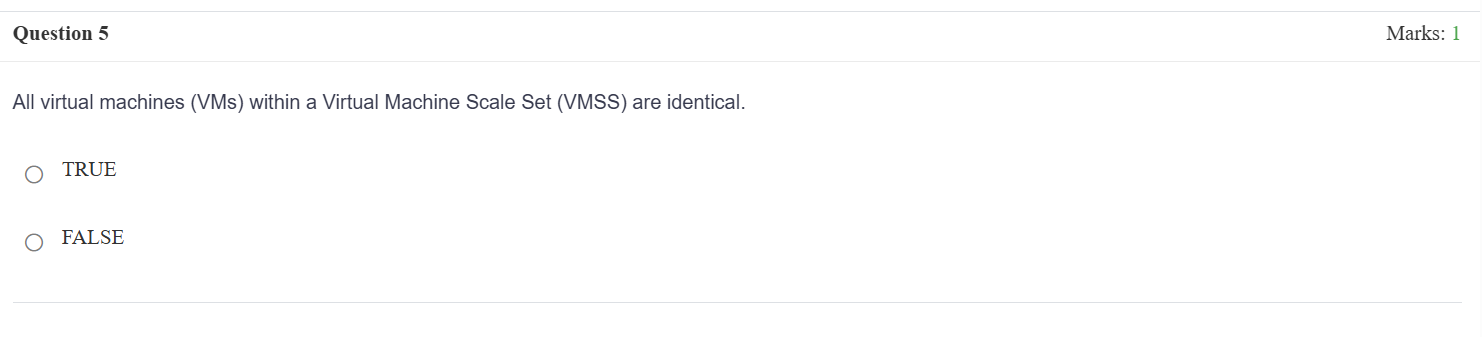 Question 5
Marks: 1
All virtual machines (VMs) within a Virtual Machine Scale Set (VMSS) are identical.
TRUE
FALSE